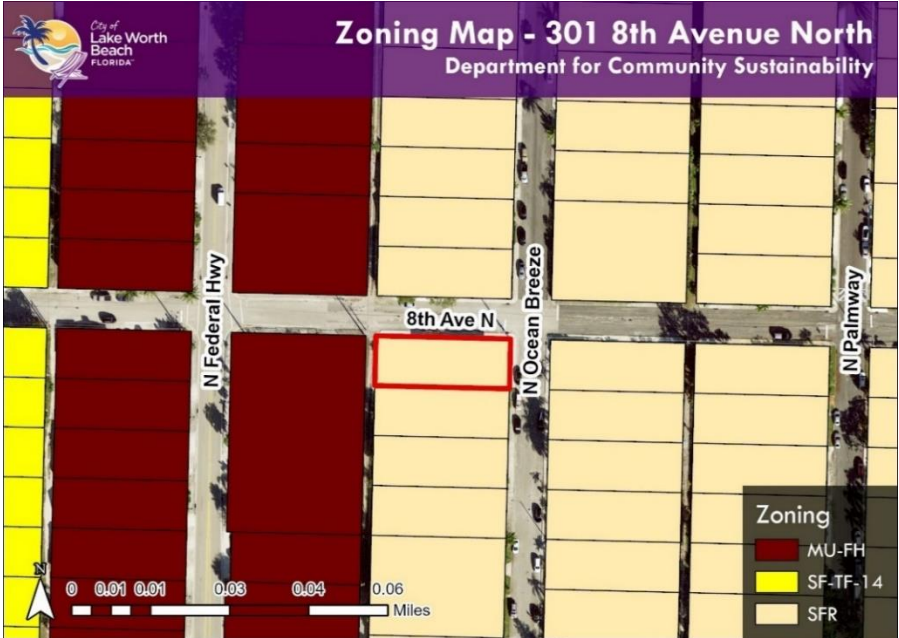 City of
Lake Worth
Beach
FLORIDA™
Zoning Map - 301 8th Avenue North
Department for Community Sustainability
N Federal Hwy
8th Ave N
N Ocean Breeze
N Palmway
Zoning
MU-FH
SF-TF-14
SFR
N
0 0.01 0.01 0.03 0.04 0.06
Miles